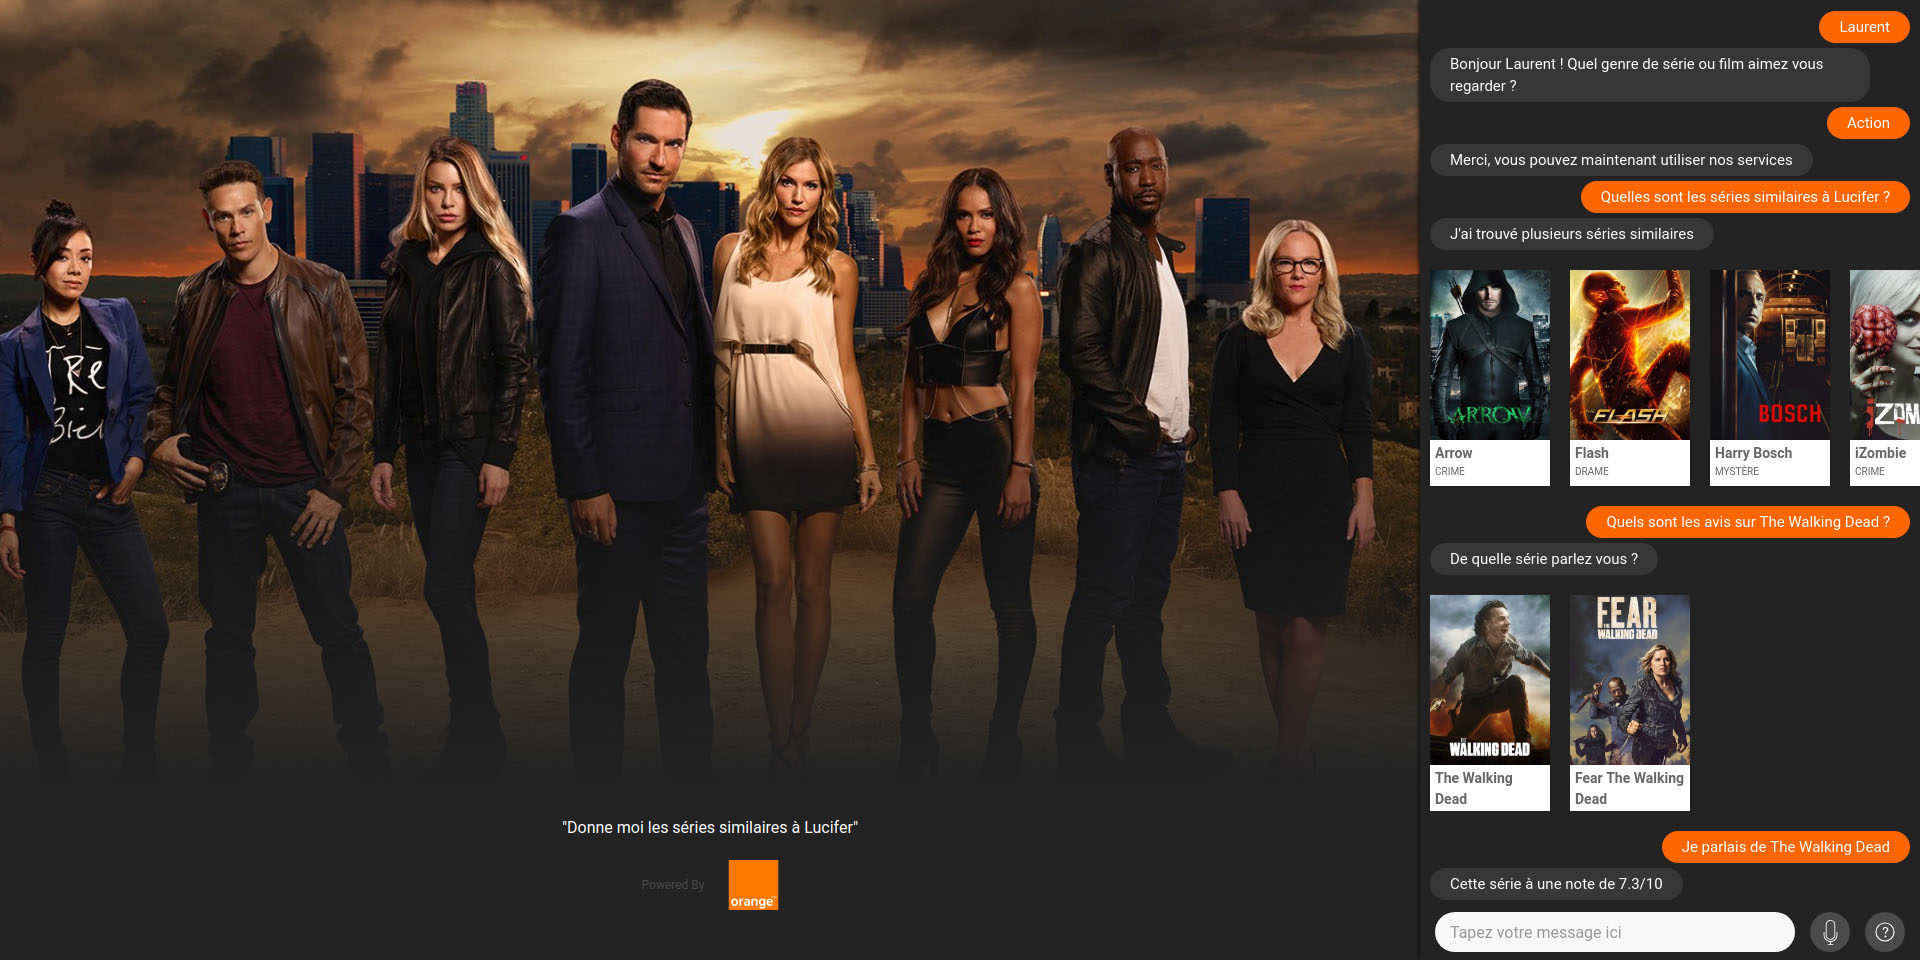 Laurent
Bonjour Laurent ! Quel genre de série ou film aimez vous
regarder ?
Action
Merci, vous pouvez maintenant utiliser nos services
Quelles sont les séries similaires à Lucifer ?
J'ai trouvé plusieurs séries similaires
ARROW
FLASH
BOSCH
iZOM
Arrow
CRIME
Flash
DRAME
Harry Bosch
MYSTÈRE
iZombie
CRIME
Quels sont les avis sur The Walking Dead ?
De quelle série parlez vous ?
THE
WALKING DEAD
FEAR
THE
WALKING DEAD
The Walking
Dead
Fear The Walking
Dead
Je parlais de The Walking Dead
Cette série à une note de 7.3/10
Tapez votre message ici
?
"Donne moi les séries similaires à Lucifer"
Powered By
orange™